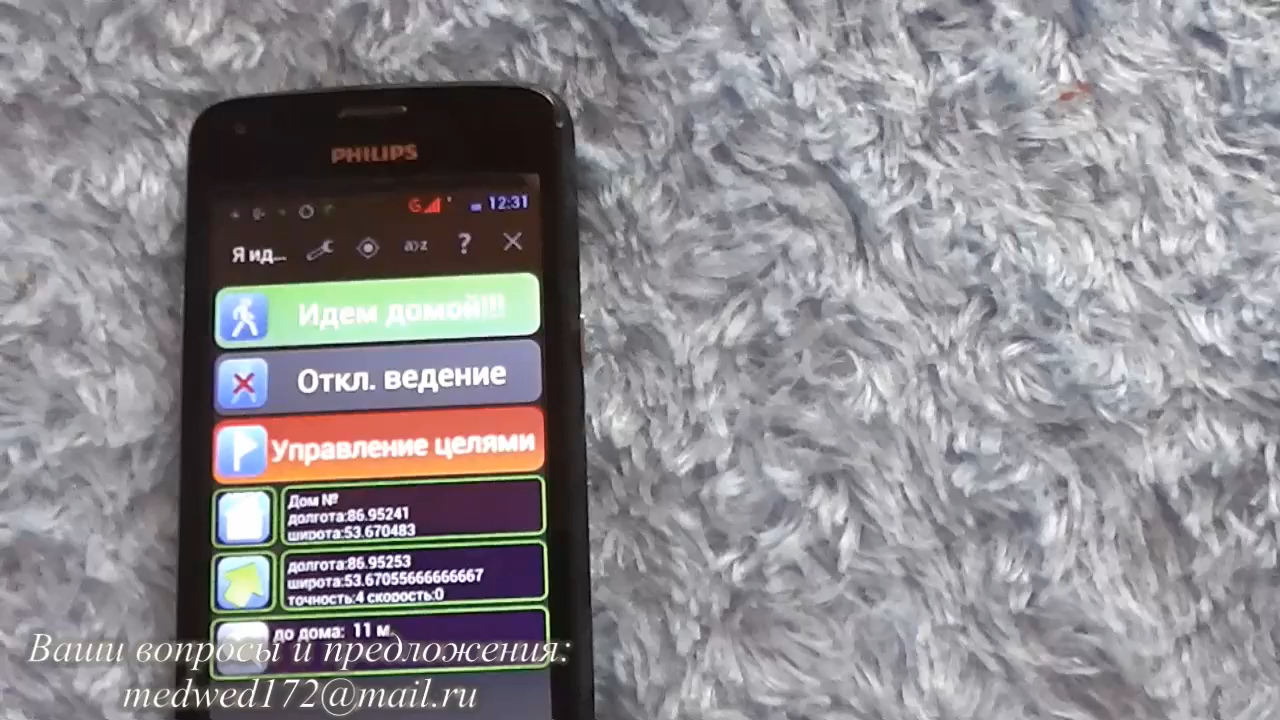 PHILIPS
G 12:31
Я ид... a>z ?
Идем домой!!!
Откл. ведение
Управление целями
Дом №
долгота:86.95241
широта:53.670483
долгота:86.95253
широта:53.67055666666667
точность:4 скорость:0
до дома: 11 м.
Ваши вопросы и предложения:
medwed172@mail.ru